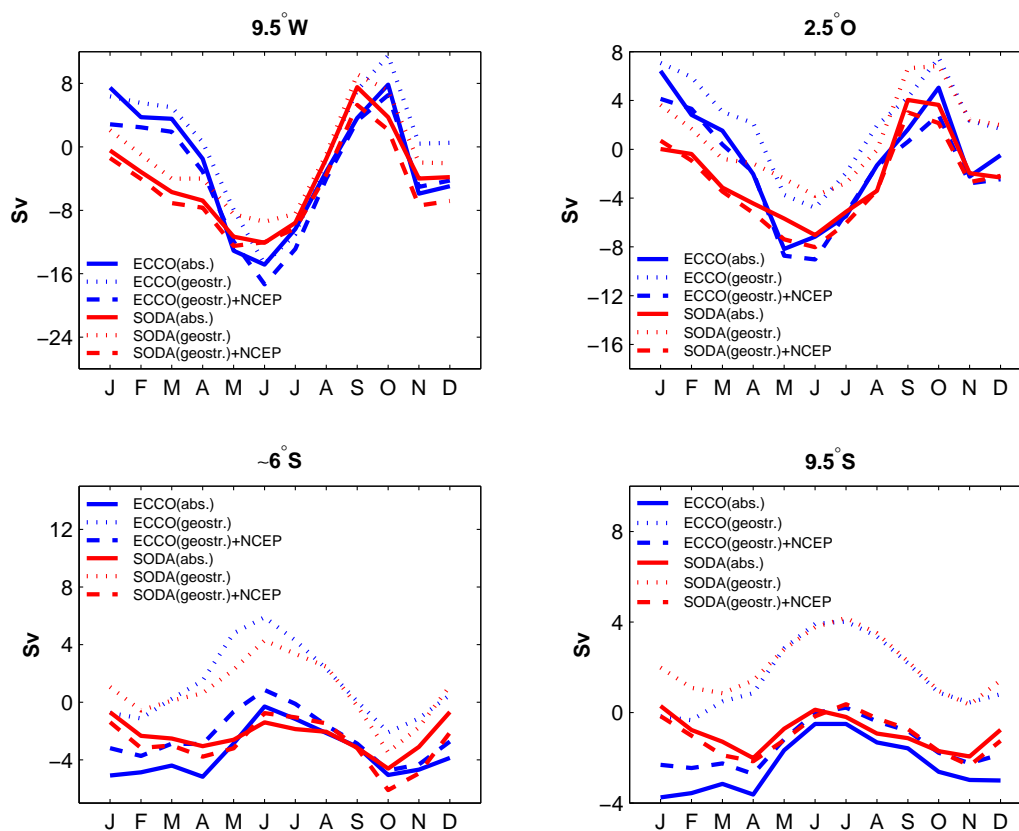 9.5°W
8
0
−8
−16
−24
Sv
ECCO(abs.)
ECCO(geostr.)
ECCO(geostr.)+NCEP
SODA(abs.)
SODA(geostr.)
SODA(geostr.)+NCEP
J F M A M J J A S O N D
2.5°O
8
4
0
−4
−8
−12
−16
Sv
ECCO(abs.)
ECCO(geostr.)
ECCO(geostr.)+NCEP
SODA(abs.)
SODA(geostr.)
SODA(geostr.)+NCEP
J F M A M J J A S O N D
~6°S
12
8
4
0
−4
Sv
ECCO(abs.)
ECCO(geostr.)
ECCO(geostr.)+NCEP
SODA(abs.)
SODA(geostr.)
SODA(geostr.)+NCEP
J F M A M J J A S O N D
9.5°S
8
4
0
−4
Sv
ECCO(abs.)
ECCO(geostr.)
ECCO(geostr.)+NCEP
SODA(abs.)
SODA(geostr.)
SODA(geostr.)+NCEP
J F M A M J J A S O N D